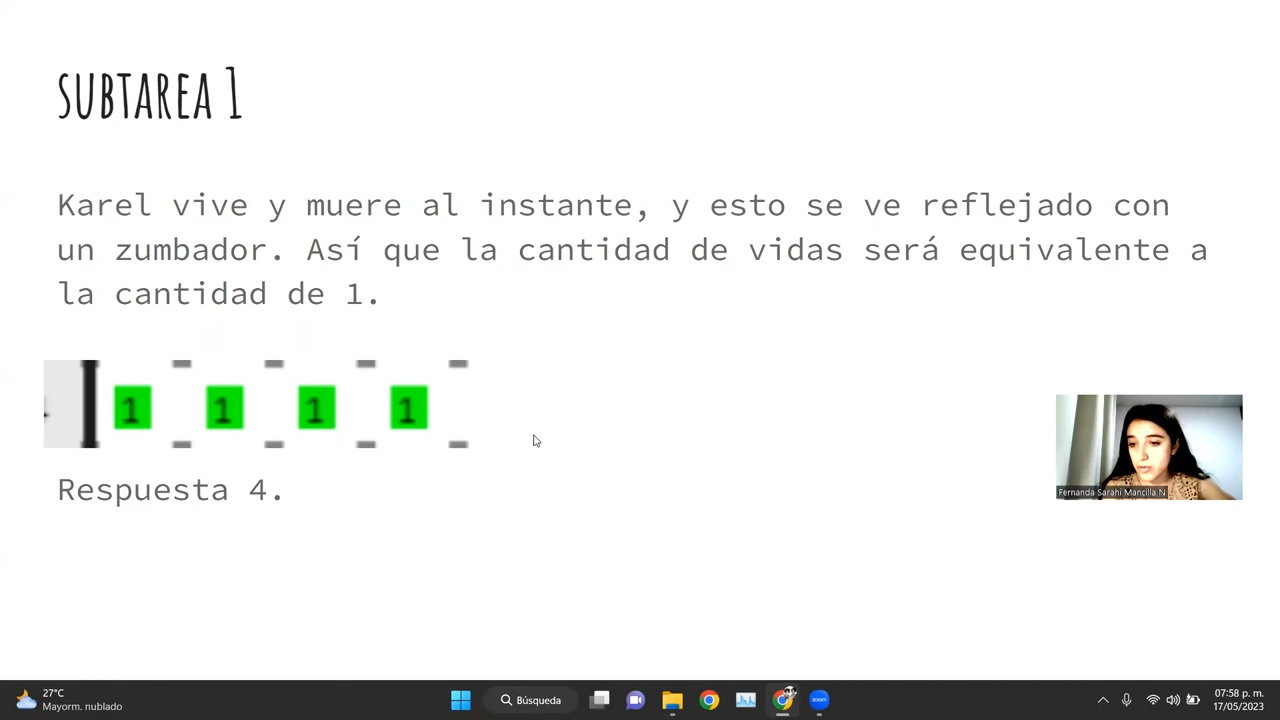 SUBTAREA 1
Karel vive y muere al instante, y esto se ve reflejado con
un zumbador. Así que la cantidad de vidas será equivalente a
la cantidad de 1.
1 1 1 1
Respuesta 4.
Fernanda Sarahi Mancilla N
27°C
Mayorm. nublado
Búsqueda
zoom
07:58 p. m.
17/05/2023